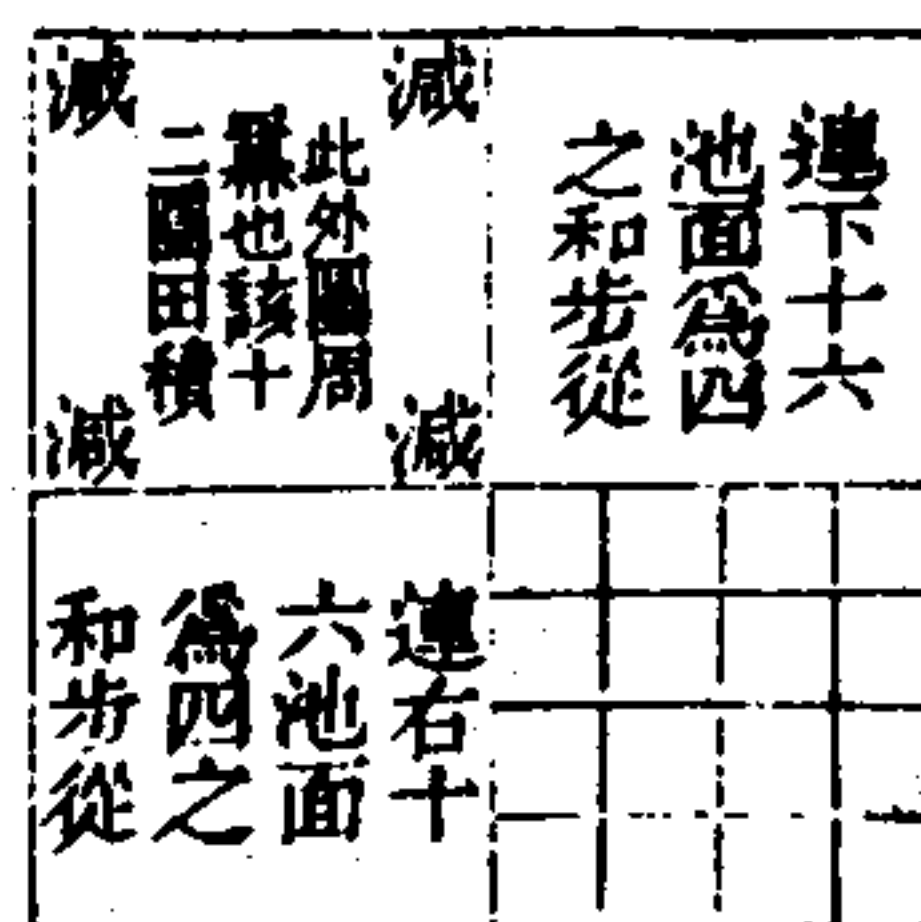 連下十六
池面爲四
之和步從
減
減
此外圓周
冪也該十
二圓田積
減
減
連右十
六池面
爲四之
和步從